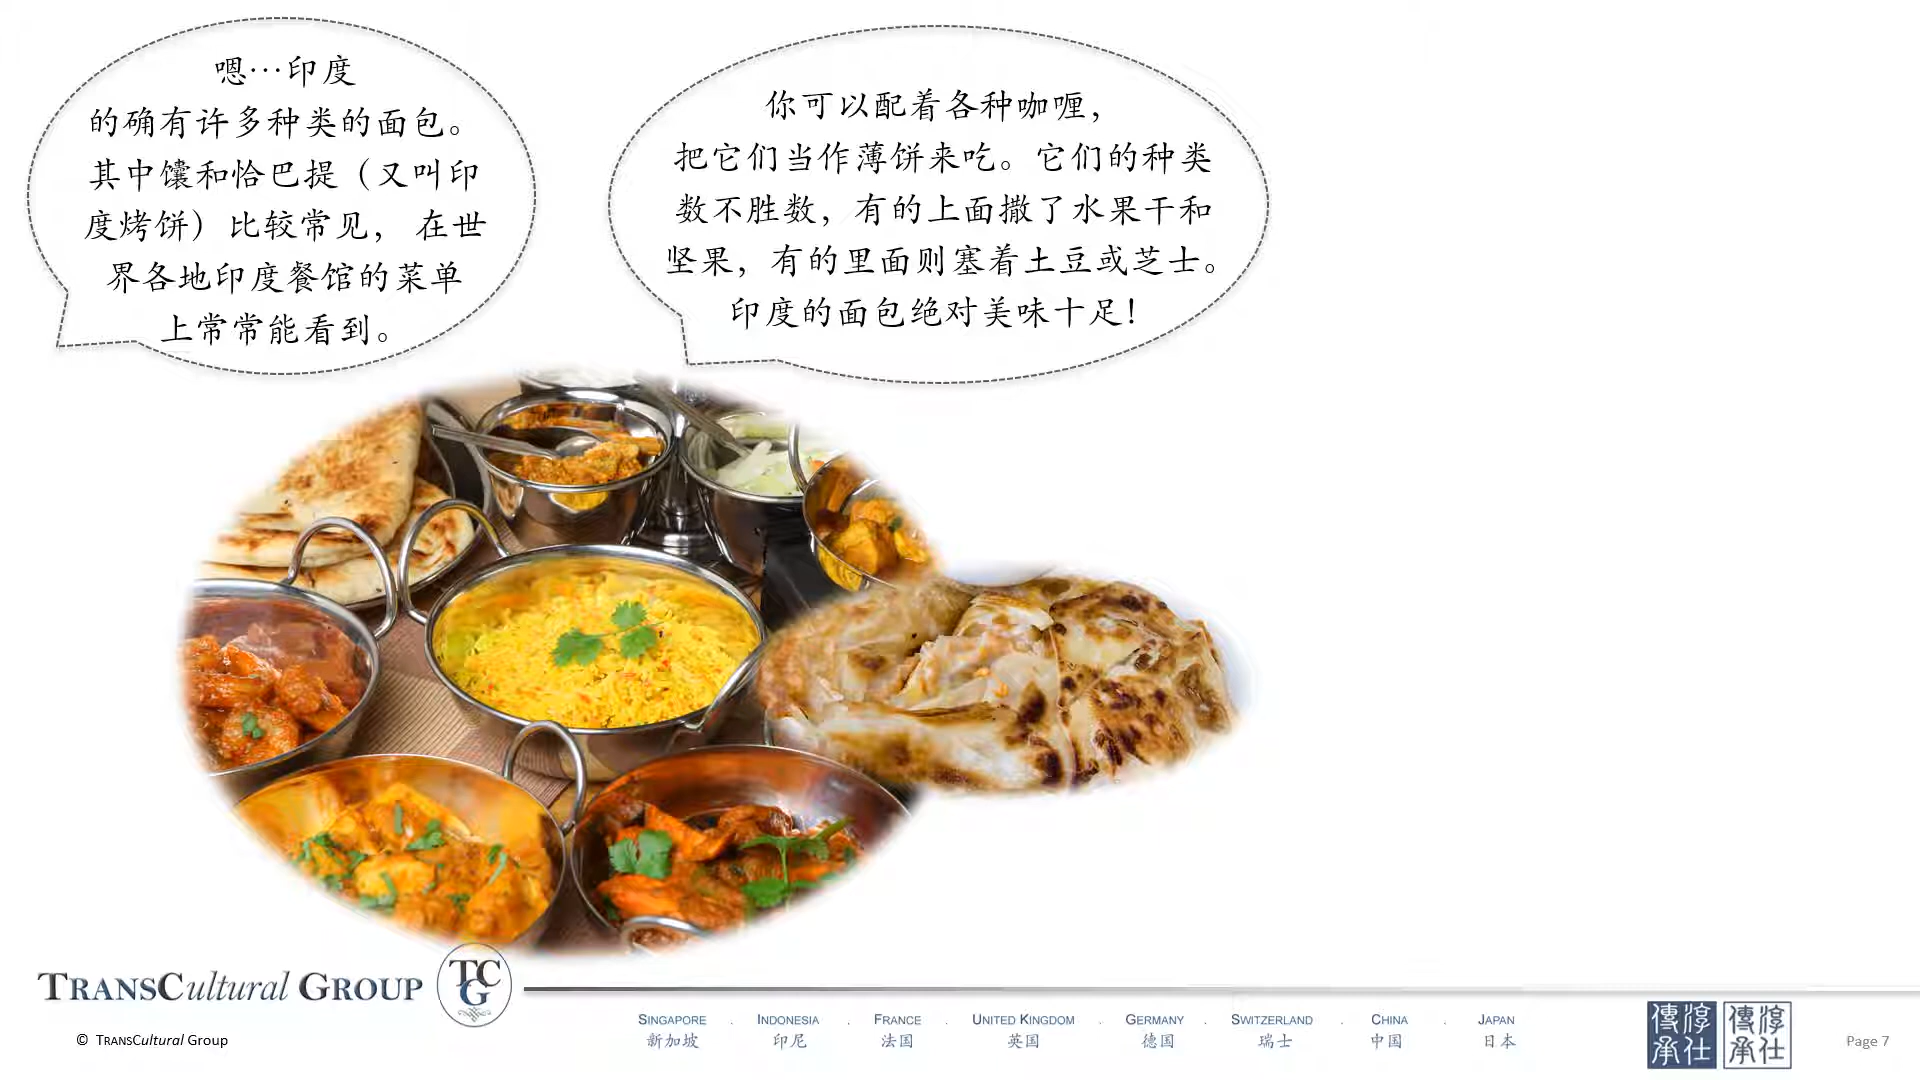 嗯…印度
的确有许多种类的面包。
其中馕和恰巴提（又叫印
度烤饼）比较常见， 在世
界各地印度餐馆的菜单
上常常能看到。
你可以配着各种咖喱，
把它们当作薄饼来吃。它们的种类
数不胜数，有的上面撒了水果干和
坚果，有的里面则塞着土豆或芝士。
印度的面包绝对美味十足！
TRANSCultural GROUP
TCG
© TRANSCultural Group
SINGAPORE . INDONESIA . FRANCE . UNITED KINGDOM . GERMANY . SWITZERLAND . CHINA . JAPAN
新加坡 印尼 法国 英国 德国 瑞士 中国 日本
淳仕傳承 淳仕傳承
Page 7